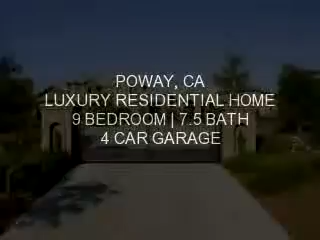 POWAY, CA
LUXURY RESIDENTIAL HOME
9 BEDROOM | 7.5 BATH
4 CAR GARAGE